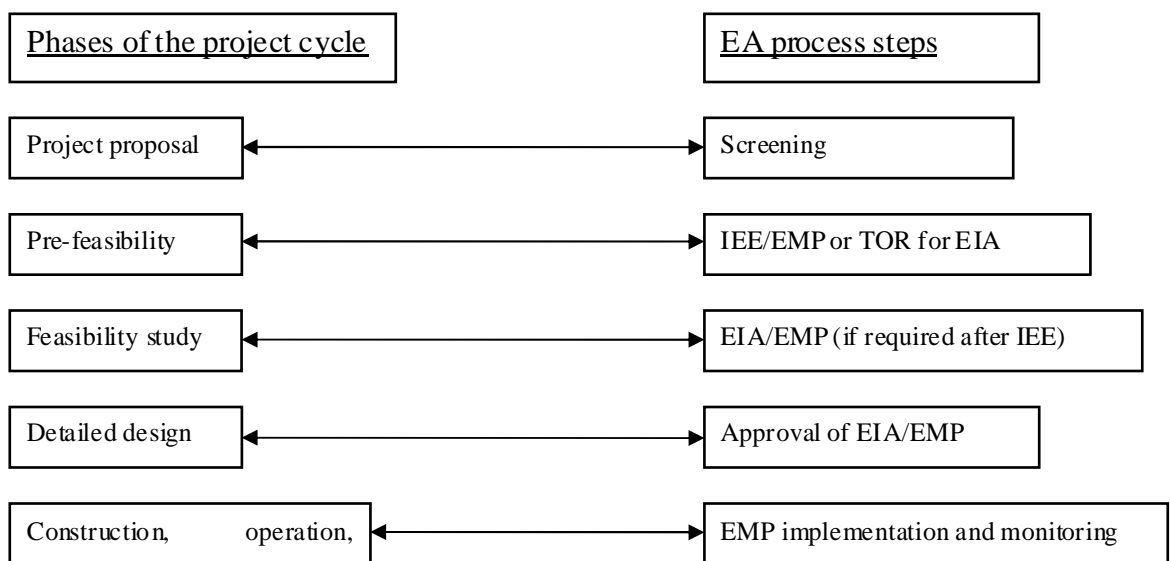 Phases of the project cycle
EA process steps
Project proposal
Screening
Pre-feasibility
IEE/EMP or TOR for EIA
Feasibility study
EIA/EMP (if required after IEE)
Detailed design
Approval of EIA/EMP
Construction, operation,
EMP implementation and monitoring